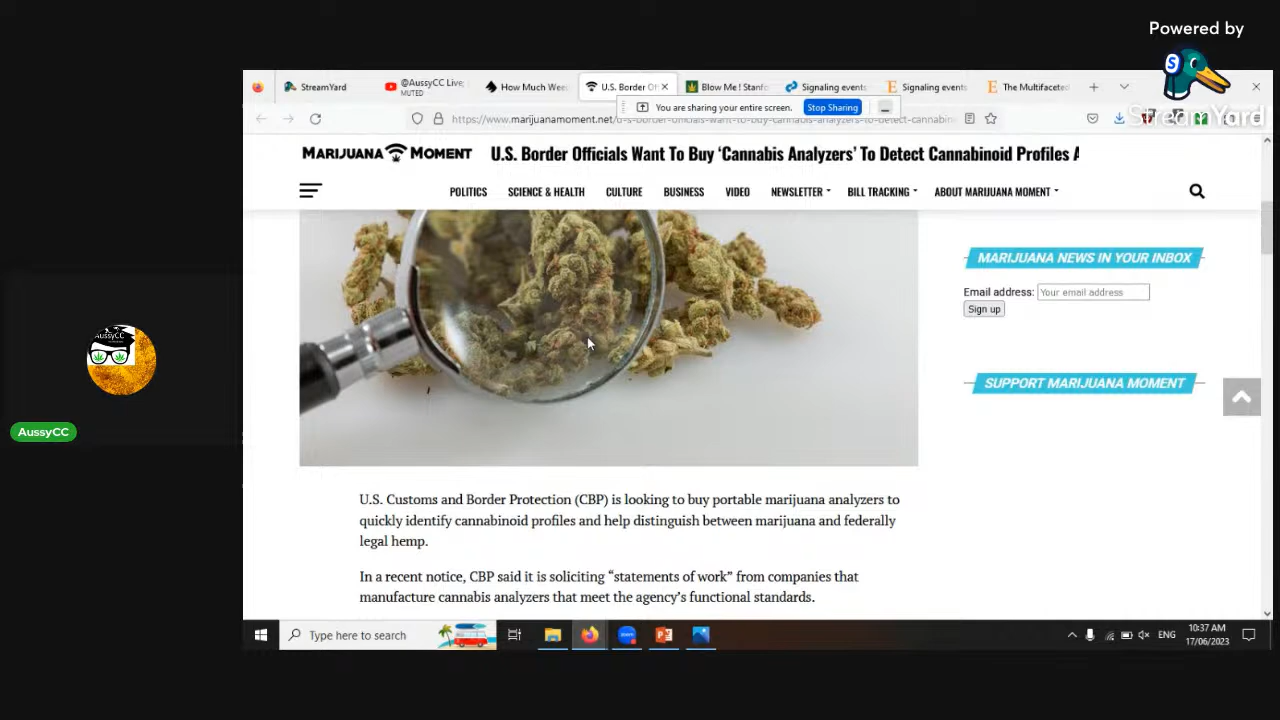 Powered by
StreamYard
StreamYard
@AussyCC Live;
MUTED
How Much Wee
U.S. Border Of
Blow Me ! Stanf
Signaling events
Signaling events
The Multifaceted
You are sharing your entire screen.
Stop Sharing
https://www.marijuanamoment.net/u-s-border-officials-want-to-buy-cannabis-analyzers-to-detect-cannabin
MARIJUANA MOMENT
U.S. Border Officials Want To Buy ‘Cannabis Analyzers’ To Detect Cannabinoid Profiles A
POLITICS
SCIENCE & HEALTH
CULTURE
BUSINESS
VIDEO
NEWSLETTER
BILL TRACKING
ABOUT MARIJUANA MOMENT
MARIJUANA NEWS IN YOUR INBOX
Email address: Your email address
Sign up
SUPPORT MARIJUANA MOMENT
AussyCC
AussyCC
U.S. Customs and Border Protection (CBP) is looking to buy portable marijuana analyzers to
quickly identify cannabinoid profiles and help distinguish between marijuana and federally
legal hemp.
In a recent notice, CBP said it is soliciting “statements of work” from companies that
manufacture cannabis analyzers that meet the agency’s functional standards.
Type here to search
ENG
10:37 AM
17/06/2023